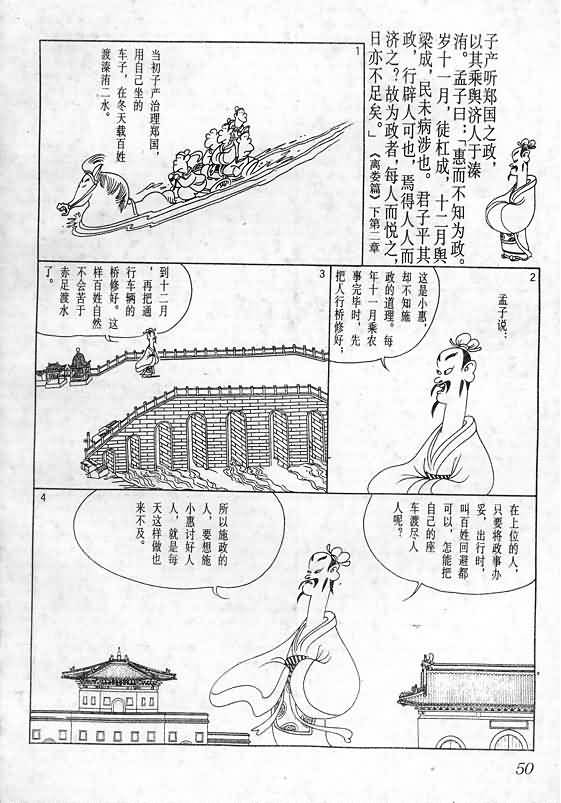 子产听郑国之政，
以其乘舆济人于溱
洧。孟子曰：「惠而不知为政。
岁十一月，徒杠成，十二月舆
梁成，民未病涉也。君子平其
政，行辟人可也，焉得人人而
济之？故为政者，每人而悦之，
日亦不足矣。」
《离娄篇》下第二章
1
当初子产治理郑国，
用自己坐的
车子，在冬天载百姓
渡溱洧二水。
2
孟子说：
这是小惠，
却不知施
政的道理。每
年十一月乘农
事完毕时，先
把人行桥修好；
3
到十二月
，再把通
行车辆的
桥修好。这
样百姓自然
不会苦于
赤足渡水
了。
4
在上位的人，
只要将政事办
妥，出行时，
叫百姓回避都
可以，怎能把
自己的座
车渡尽人
人呢？
所以施政的
人，要想施
小惠讨好人
人，就是每
天这样做也
来不及。
50